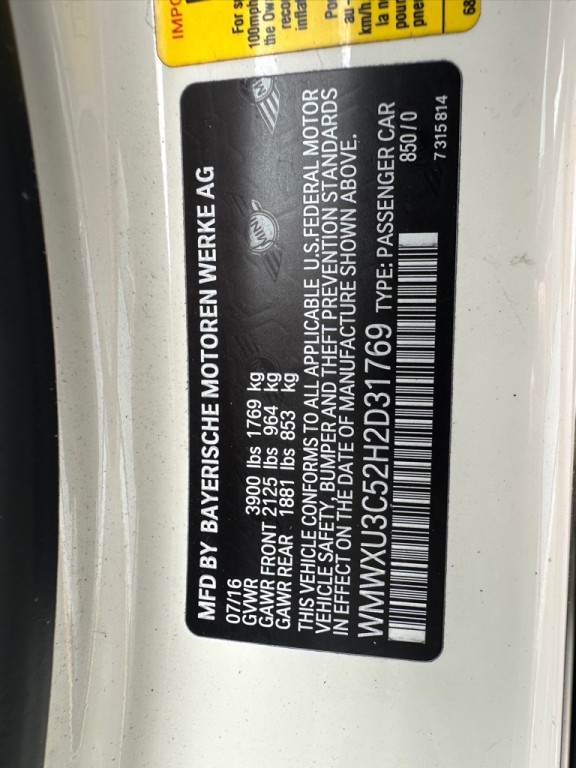 IMPO
For s
100mph
the Own
reco
inflat
Po
au -
km/h
la n
pour
pne
68
MFD BY BAYERISCHE MOTOREN WERKE AG
07/16
GVWR 3900 lbs 1769 kg
GAWR FRONT 2125 lbs 964 kg
GAWR REAR 1881 lbs 853 kg
THIS VEHICLE CONFORMS TO ALL APPLICABLE U.S.FEDERAL MOTOR
VEHICLE SAFETY, BUMPER AND THEFT PREVENTION STANDARDS
IN EFFECT ON THE DATE OF MANUFACTURE SHOWN ABOVE.
WMWXU3C52H2D31769 TYPE: PASSENGER CAR
850/0
7 315 814
MINI